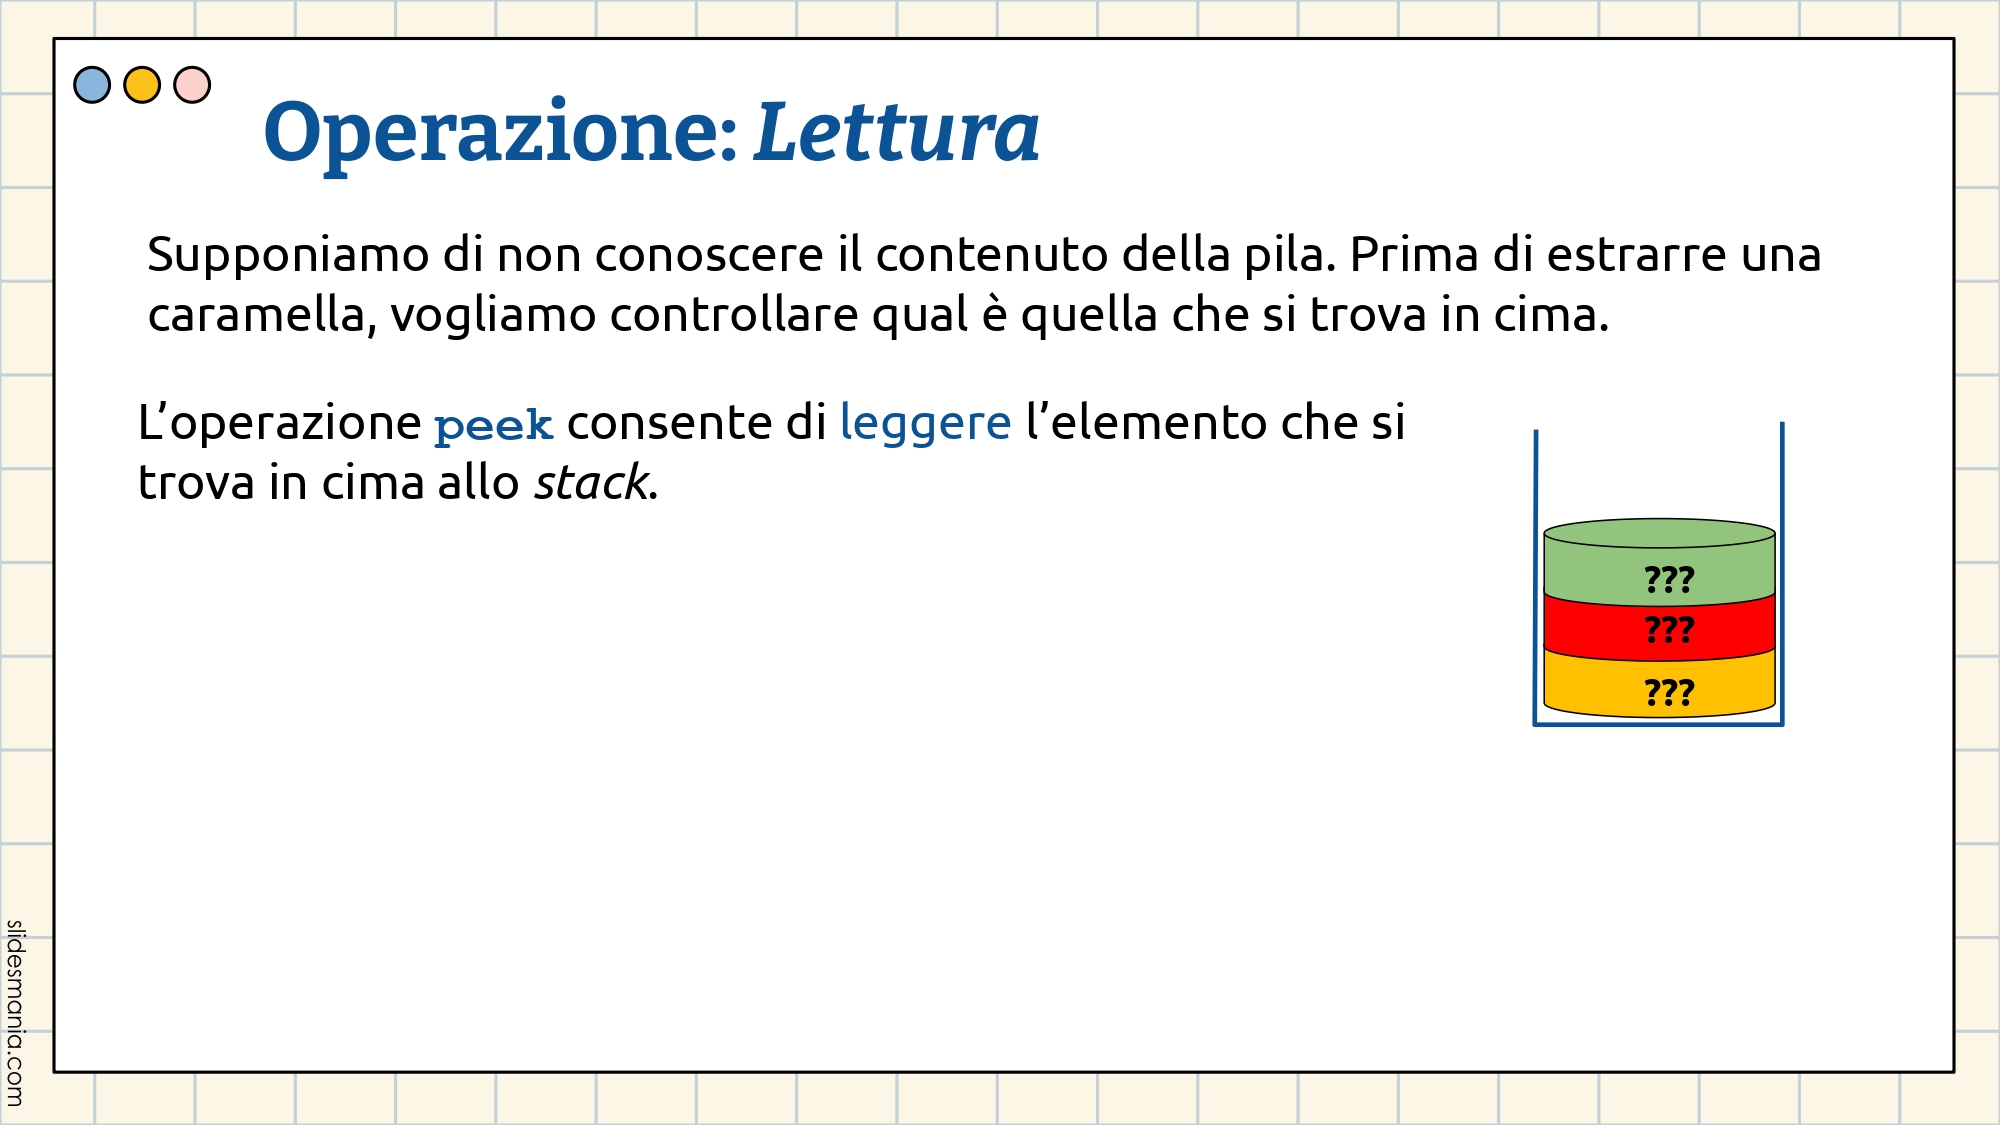 Operazione: Lettura
Supponiamo di non conoscere il contenuto della pila. Prima di estrarre una
caramella, vogliamo controllare qual è quella che si trova in cima.
L’operazione peek consente di leggere l’elemento che si
trova in cima allo stack.
???
???
???
slidesmania.com